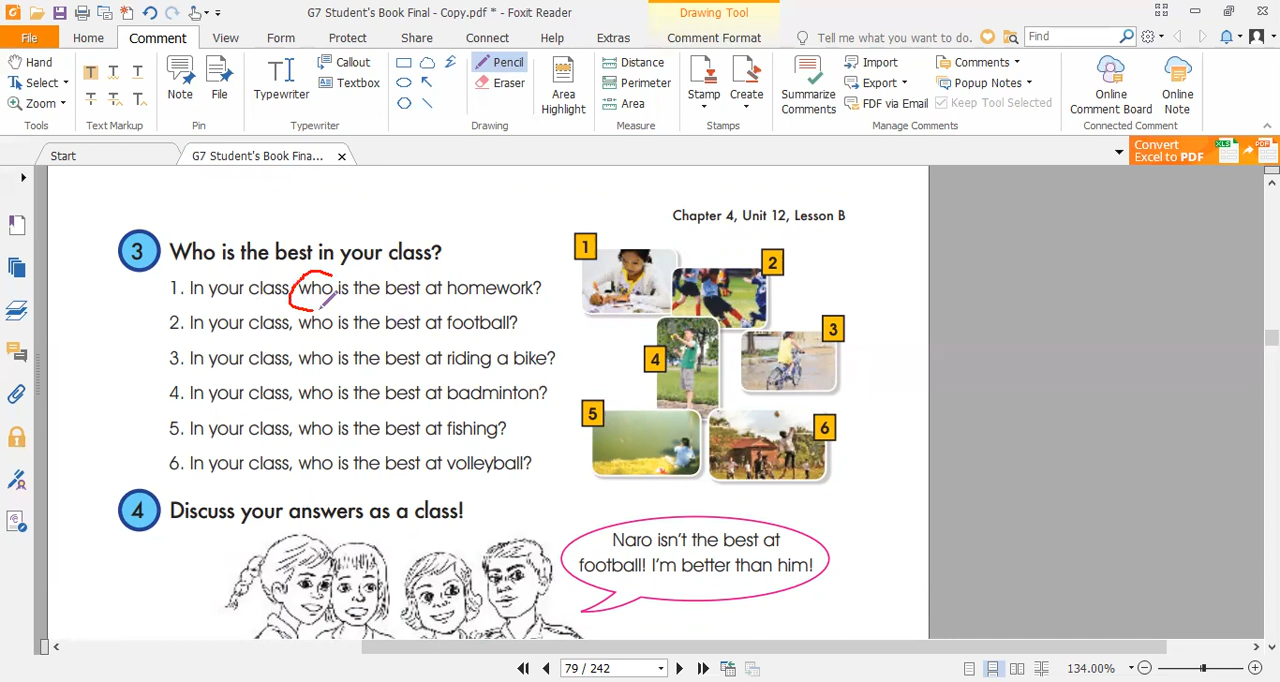 G7 Student's Book Final - Copy.pdf * - Foxit Reader
Drawing Tool
File
Home
Comment
View
Form
Protect
Share
Connect
Help
Extras
Comment Format
Tell me what you want to do.
Find
Hand
Select
Zoom
Tools
Text Markup
Note
File
Pin
Typewriter
Callout
Textbox
Typewriter
Pencil
Eraser
Drawing
Area
Highlight
Distance
Perimeter
Area
Measure
Stamp
Create
Stamps
Summarize
Comments
Import
Export
FDF via Email
Comments
Popup Notes
Keep Tool Selected
Manage Comments
Online
Comment Board
Online
Note
Connected Comment
Start
G7 Student's Book Fina...
Convert
Excel to PDF
XLS
PDF
Chapter 4, Unit 12, Lesson B
3 Who is the best in your class?
1. In your class, who is the best at homework?
2. In your class, who is the best at football?
3. In your class, who is the best at riding a bike?
4. In your class, who is the best at badminton?
5. In your class, who is the best at fishing?
6. In your class, who is the best at volleyball?
1
2
3
4
5
6
4 Discuss your answers as a class!
Naro isn't the best at
football! I'm better than him!
79 / 242
134.00%